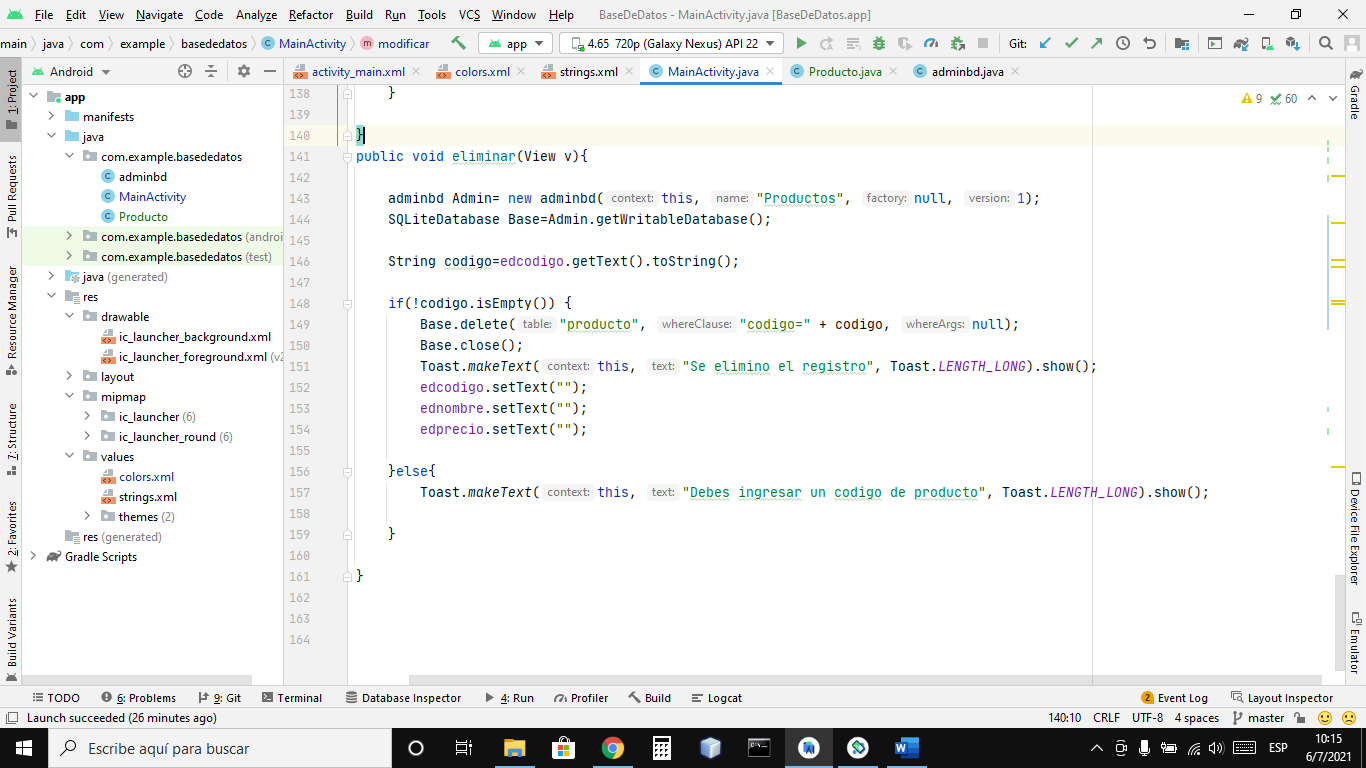 File Edit View Navigate Code Analyze Refactor Build Run Tools VCS Window Help BaseDeDatos - MainActivity.java [BaseDeDatos.app]
main java com example basededatos MainActivity modificar app 4.65 720p (Galaxy Nexus) API 22 Git:
Android activity_main.xml colors.xml strings.xml MainActivity.java Producto.java adminbd.java
1: Project
Pull Requests
Resource Manager
7: Structure
2: Favorites
Build Variants
app
manifests
java
com.example.basededatos
adminbd
MainActivity
Producto
com.example.basededatos (androi
com.example.basededatos (test)
java (generated)
res
drawable
ic_launcher_background.xml
ic_launcher_foreground.xml (v2
layout
mipmap
ic_launcher (6)
ic_launcher_round (6)
values
colors.xml
strings.xml
themes (2)
res (generated)
Gradle Scripts
9 60
138 }
139
140 }
141 public void eliminar(View v){
142
143 adminbd Admin= new adminbd( context: this, name: "Productos", factory: null, version: 1);
144 SQLiteDatabase Base=Admin.getWritableDatabase();
145
146 String codigo=edcodigo.getText().toString();
147
148 if(!codigo.isEmpty()) {
149 Base.delete( table: "producto", whereClause: "codigo=" + codigo, whereArgs: null);
150 Base.close();
151 Toast.makeText( context: this, text: "Se elimino el registro", Toast.LENGTH_LONG).show();
152 edcodigo.setText("");
153 ednombre.setText("");
154 edprecio.setText("");
155
156 }else{
157 Toast.makeText( context: this, text: "Debes ingresar un codigo de producto", Toast.LENGTH_LONG).show();
158
159 }
160
161 }
162
163
164
Gradle
Device File Explorer
Emulator
TODO 6: Problems 9: Git Terminal Database Inspector 4: Run Profiler Build Logcat 2 Event Log Layout Inspector
Launch succeeded (26 minutes ago) 140:10 CRLF UTF-8 4 spaces master
Escribe aquí para buscar ESP 10:15
6/7/2021